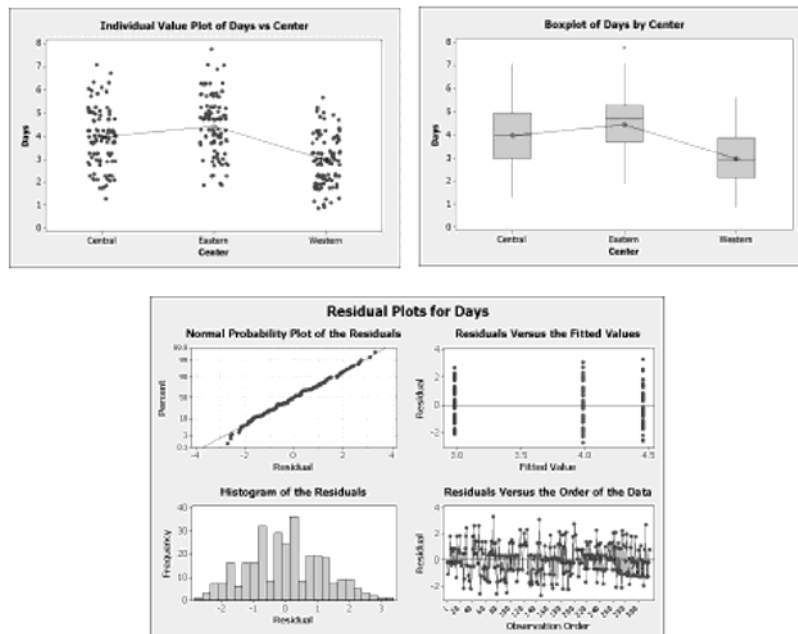 Individual Value Plot of Days vs Center
8
7
6
5
4
3
2
1
0
Days
Central Eastern Western
Center
Boxplot of Days by Center
8
7
6
5
4
3
2
1
0
Days
Central Eastern Western
Center
Residual Plots for Days
Normal Probability Plot of the Residuals
Percent
-4 -2 0 2 4
Residual
Residuals Versus the Fitted Values
4
2
0
-2
Residual
3.0 3.5 4.0 4.5
Fitted Value
Histogram of the Residuals
40
30
20
10
0
Frequency
-2 -1 0 1 2 3
Residual
Residuals Versus the Order of the Data
4
2
0
-2
Residual
Observation Order